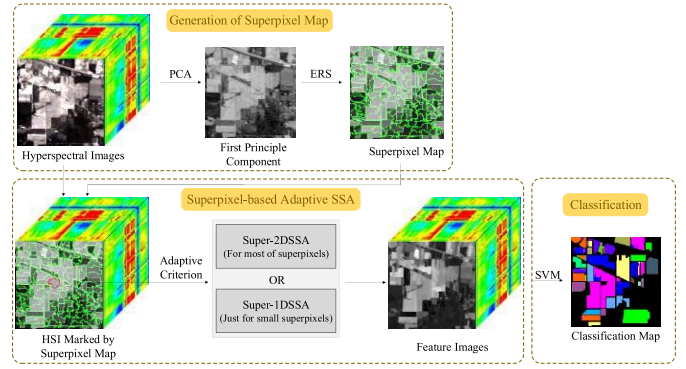 Generation of Superpixel Map
PCA
ERS
Hyperspectral Images
First Principle
Component
Superpixel Map
Superpixel-based Adaptive SSA
Classification
Adaptive
Criterion
Super-2DSSA
(For most of superpixels)
OR
Super-1DSSA
(Just for small superpixels)
SVM
HSI Marked by
Superpixel Map
Feature Images
Classification Map